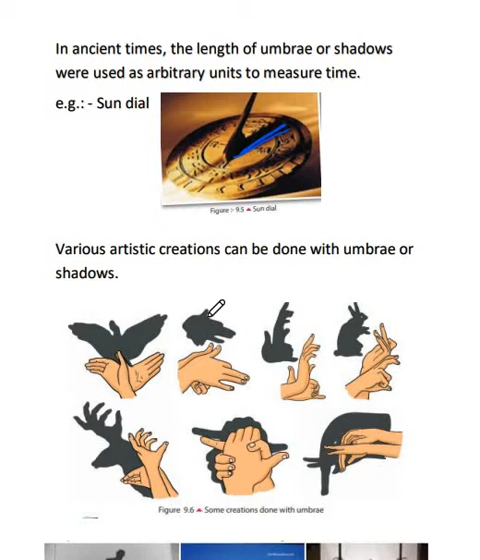 In ancient times, the length of umbrae or shadows
were used as arbitrary units to measure time.
e.g.: - Sun dial
Figure :- 9.5 ▲ Sun dial
Various artistic creations can be done with umbrae or
shadows.
Figure 9.6 ▲ Some creations done with umbrae